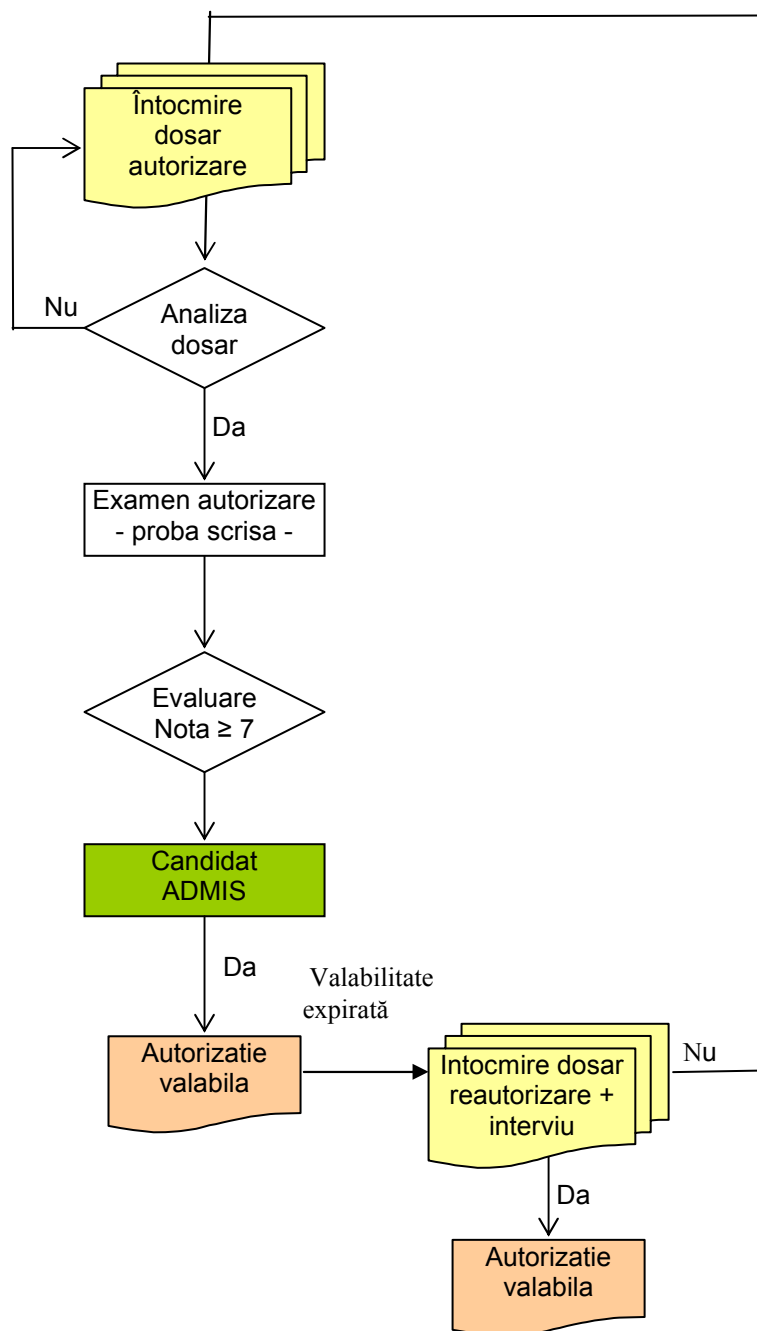 Întocmire
dosar
autorizare
Nu
Analiza
dosar
Da
Examen autorizare
- proba scrisa -
Evaluare
Nota ≥ 7
Candidat
ADMIS
Da
Valabilitate
expirată
Autorizatie
valabila
Intocmire dosar
reautorizare +
interviu
Nu
Da
Autorizatie
valabila